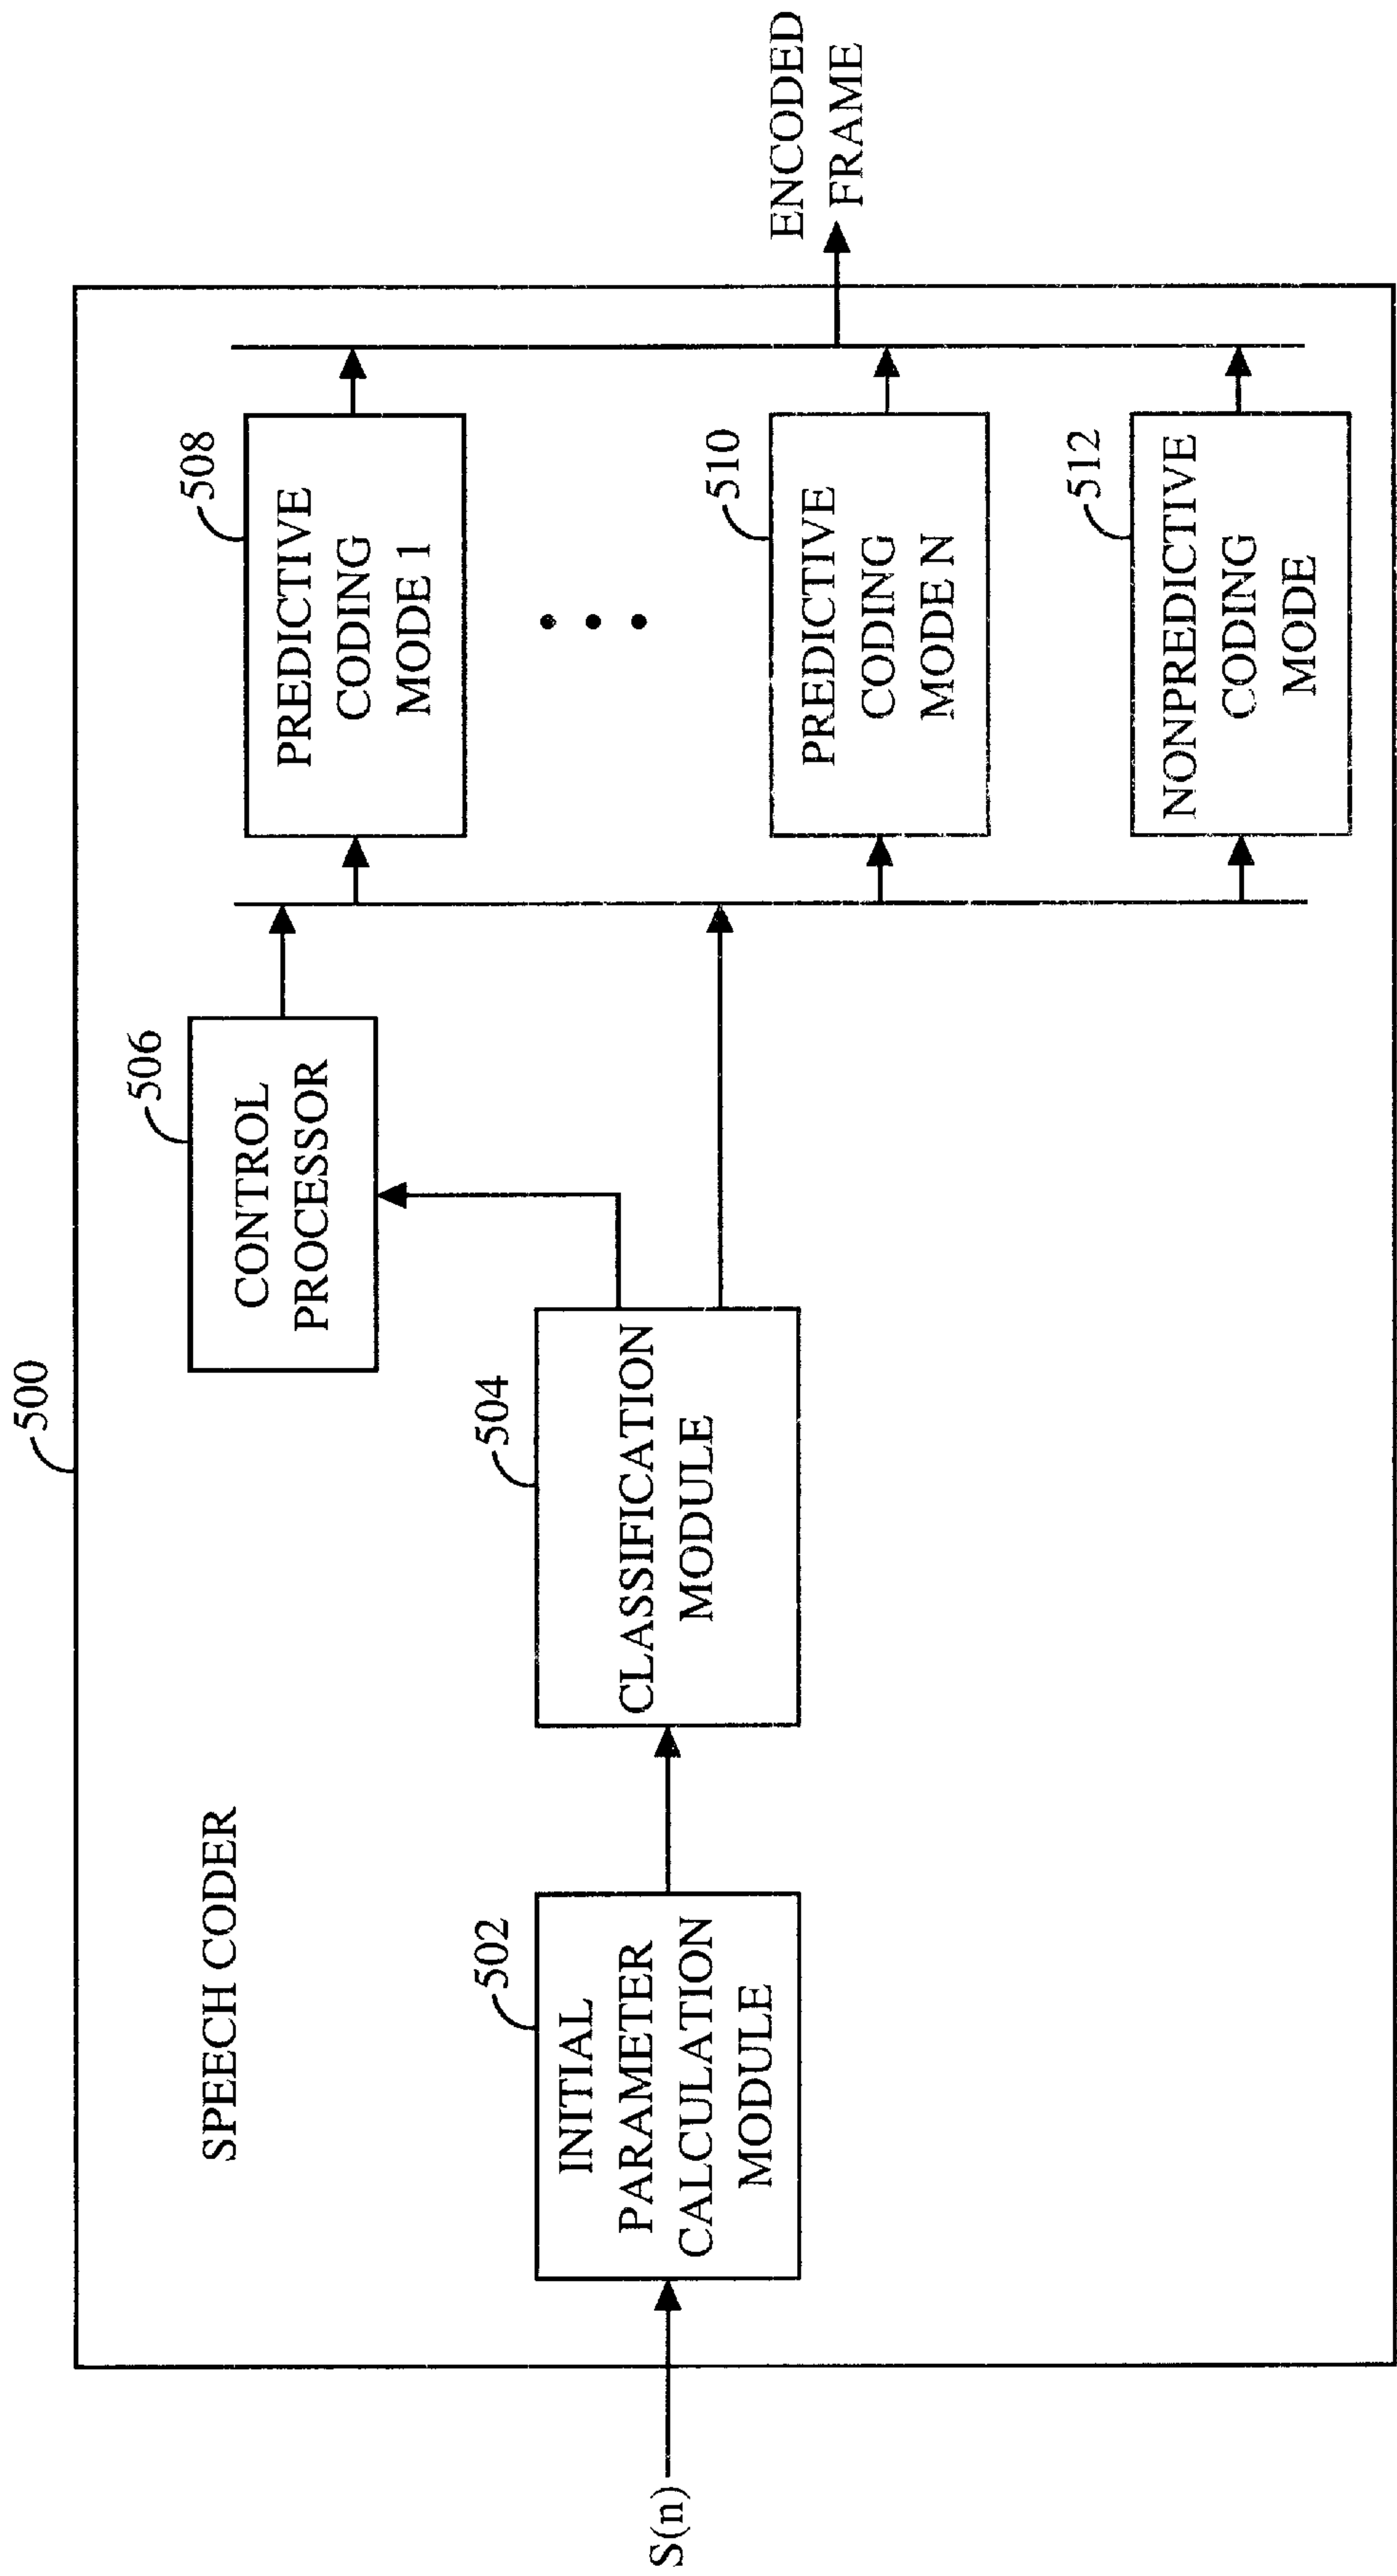 500
SPEECH CODER
S(n)
502
INITIAL
PARAMETER
CALCULATION
MODULE
504
CLASSIFICATION
MODULE
506
CONTROL
PROCESSOR
508
PREDICTIVE
CODING
MODE 1
510
PREDICTIVE
CODING
MODE N
512
NONPREDICTIVE
CODING
MODE
ENCODED
FRAME